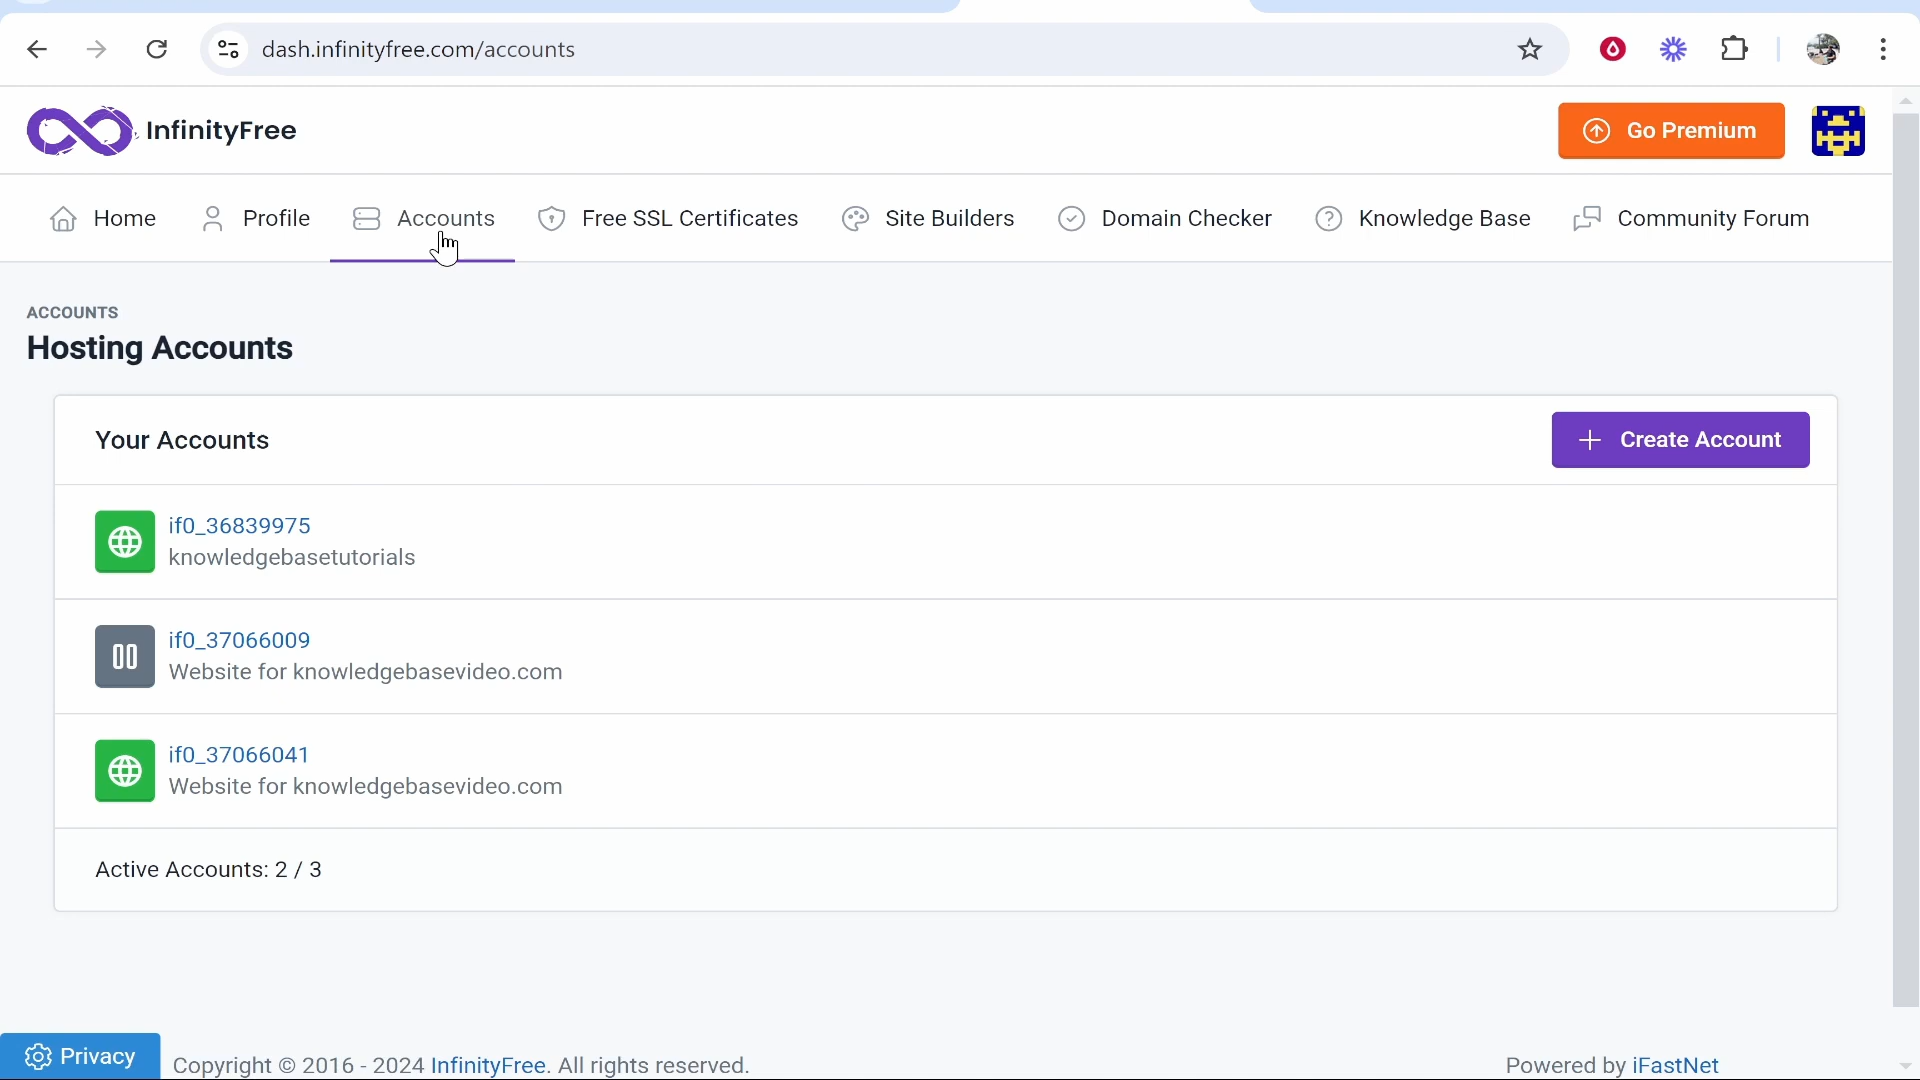 dash.infinityfree.com/accounts
InfinityFree
Go Premium
Home Profile Accounts Free SSL Certificates Site Builders Domain Checker Knowledge Base Community Forum
ACCOUNTS
Hosting Accounts
Your Accounts
Create Account
if0_36839975
knowledgebasetutorials
if0_37066009
Website for knowledgebasevideo.com
if0_37066041
Website for knowledgebasevideo.com
Active Accounts: 2 / 3
Privacy
Copyright © 2016 - 2024 InfinityFree. All rights reserved.
Powered by iFastNet